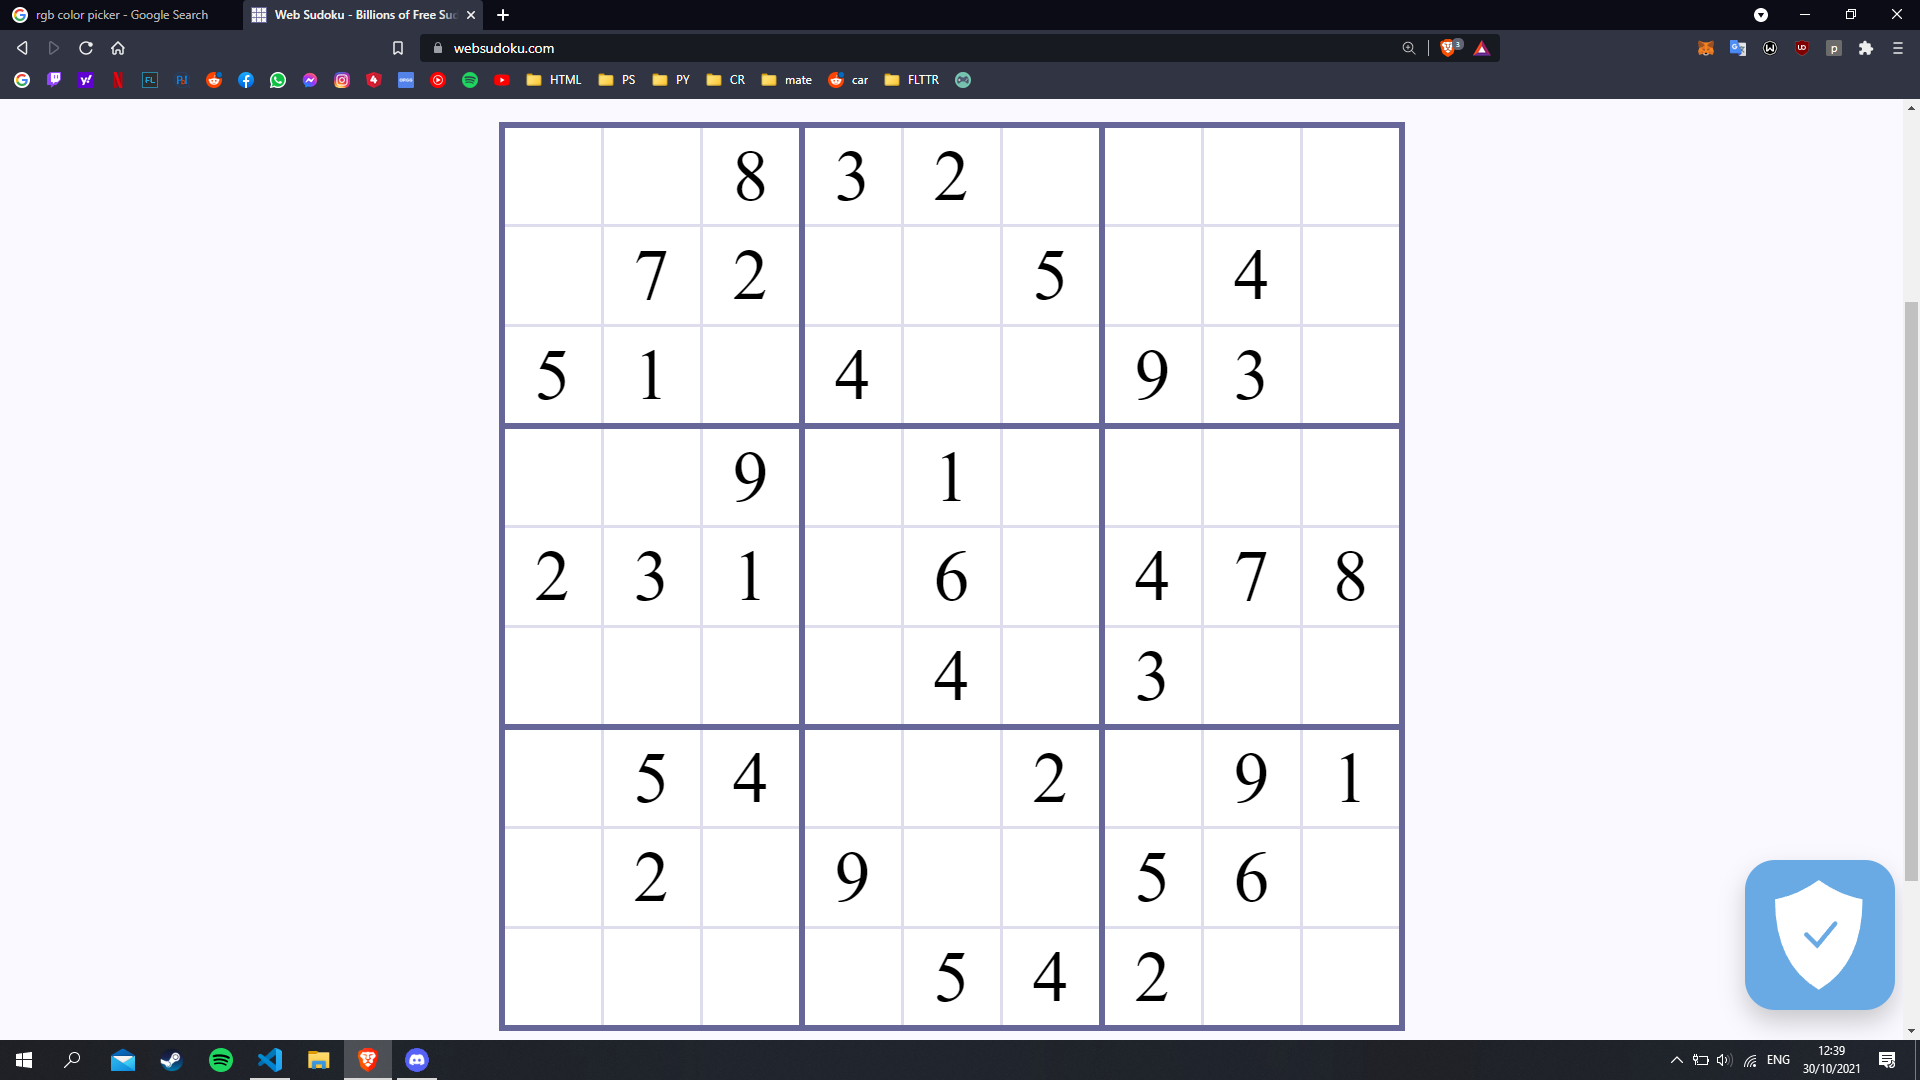 rgb color picker - Google Search
Web Sudoku - Billions of Free Suc
websudoku.com
3
HTML
PS
PY
CR
mate
car
FLTTR
8 3 2
7 2 5 4
5 1 4 9 3
9 1
2 3 1 6 4 7 8
4 3
5 4 2 9 1
2 9 5 6
5 4 2
ENG
12:39
30/10/2021